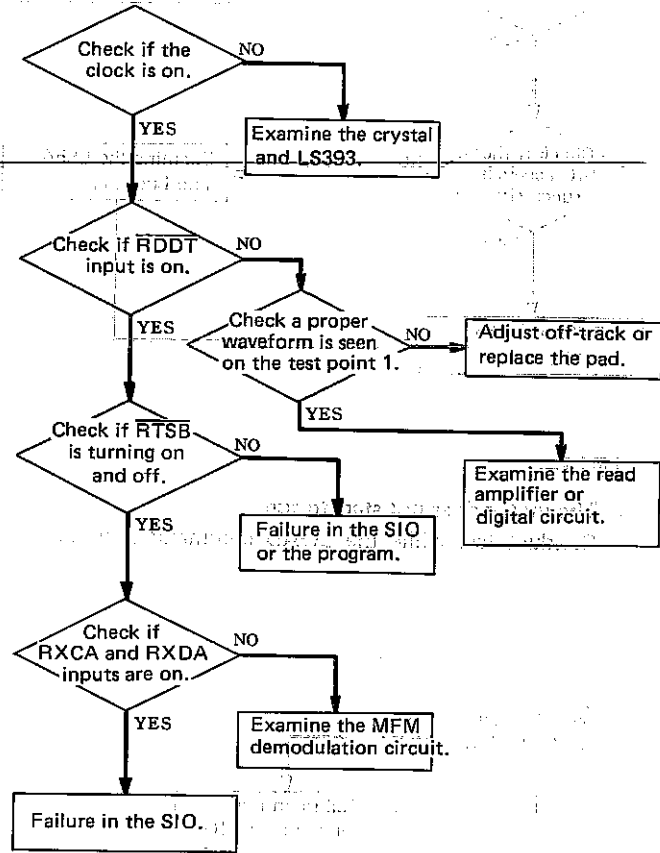 Check if the
clock is on.
NO
YES
Examine the crystal
and LS393.
Check if RDDT
input is on.
NO
YES
Check a proper
waveform is seen
on the test point 1.
NO
YES
Adjust off-track or
replace the pad.
Check if RTSB
is turning on
and off.
NO
YES
Examine the read
amplifier or
digital circuit.
Failure in the SIO
or the program.
Check if
RXCA and RXDA
inputs are on.
NO
YES
Examine the MFM
demodulation circuit.
Failure in the SIO.